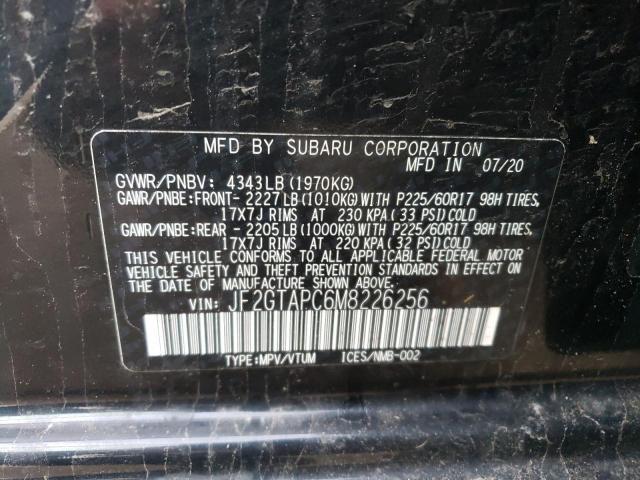 MFD BY SUBARU CORPORATION
MFD IN 07/20
GVWR/PNBV: 4343LB(1970KG)
GAWR/PNBE:FRONT- 2227LB(1010KG)WITH P225/60R17 98H TIRES,
17X7J RIMS AT 230 KPA(33 PSI)COLD
GAWR/PNBE:REAR - 2205LB(1000KG)WITH P225/60R17 98H TIRES,
17X7J RIMS AT 220 KPA(32 PSI)COLD
THIS VEHICLE CONFORMS TO ALL APPLICABLE FEDERAL MOTOR
VEHICLE SAFETY AND THEFT PREVENTION STANDARDS IN EFFECT ON
THE DATE OF MANUFACTURE SHOWN ABOVE.
VIN: JF2GTAPC6M8226256
TYPE:MPV/VTUM ICES/NMB-002